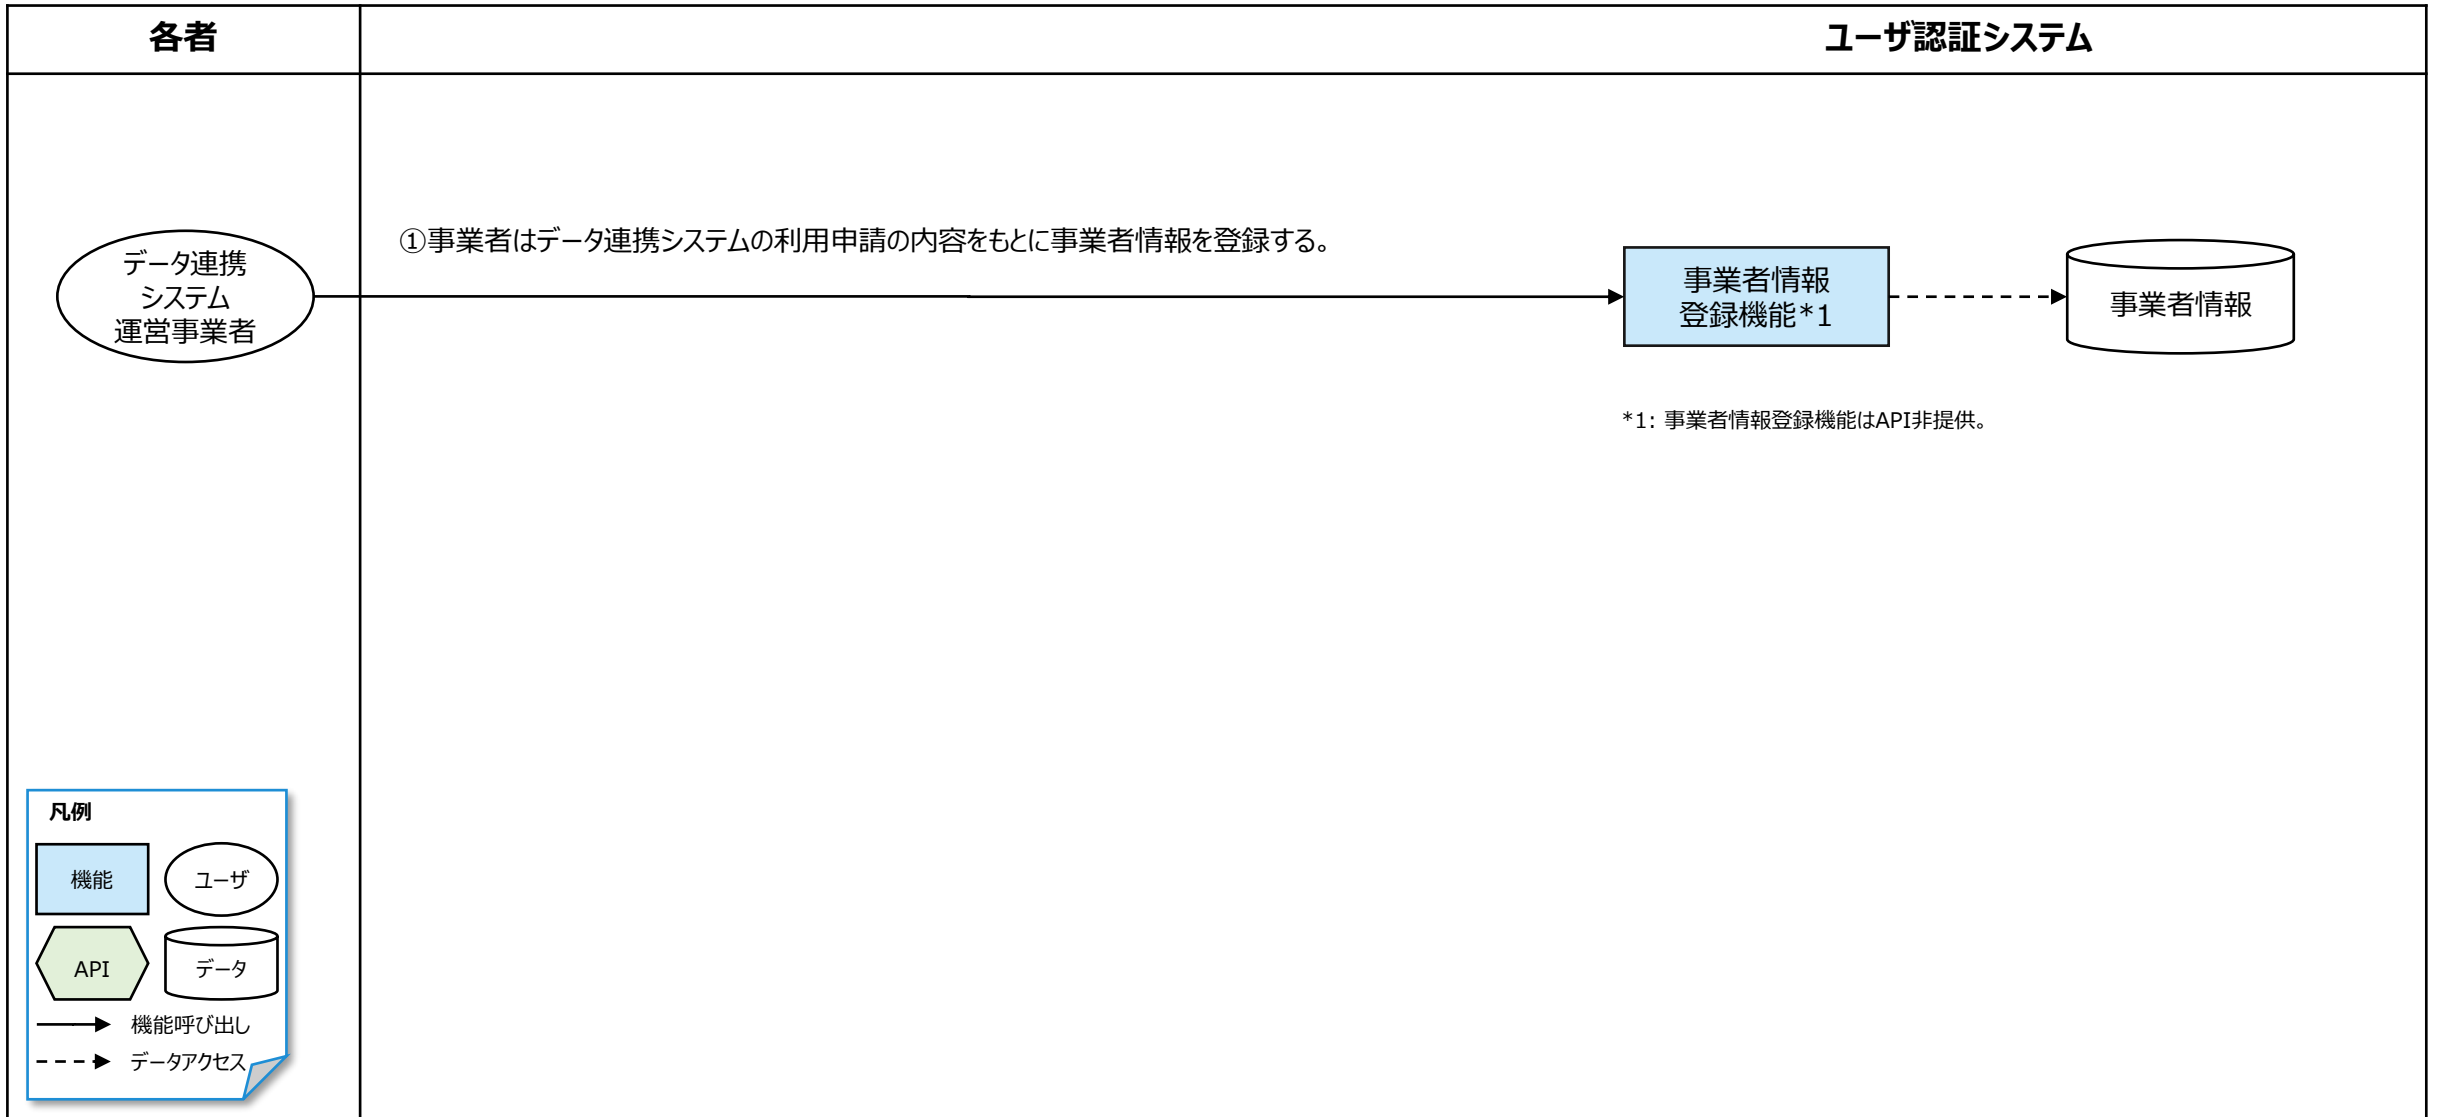 各者
ユーザ認証システム
①事業者はデータ連携システムの利用申請の内容をもとに事業者情報を登録する。
データ連携
システム
運営事業者
事業者情報
登録機能*1
事業者情報
*1: 事業者情報登録機能はAPI非提供。
凡例
機能
ユーザ
API
データ
機能呼び出し
データアクセス